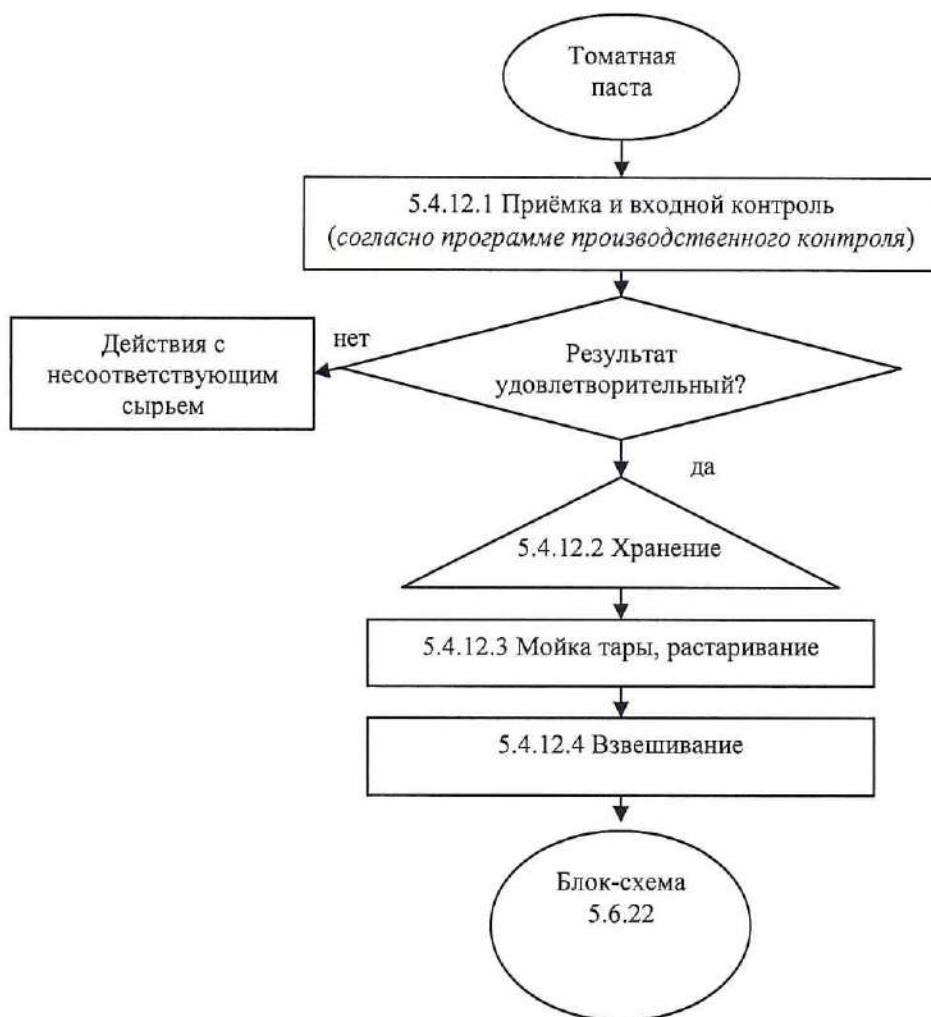 Томатная
паста
5.4.12.1 Приёмка и входной контроль
(согласно программе производственного контроля)
нет
Действия с
несоответствующим
сырьем
Результат
удовлетворительный?
да
5.4.12.2 Хранение
5.4.12.3 Мойка тары, растаривание
5.4.12.4 Взвешивание
Блок-схема
5.6.22